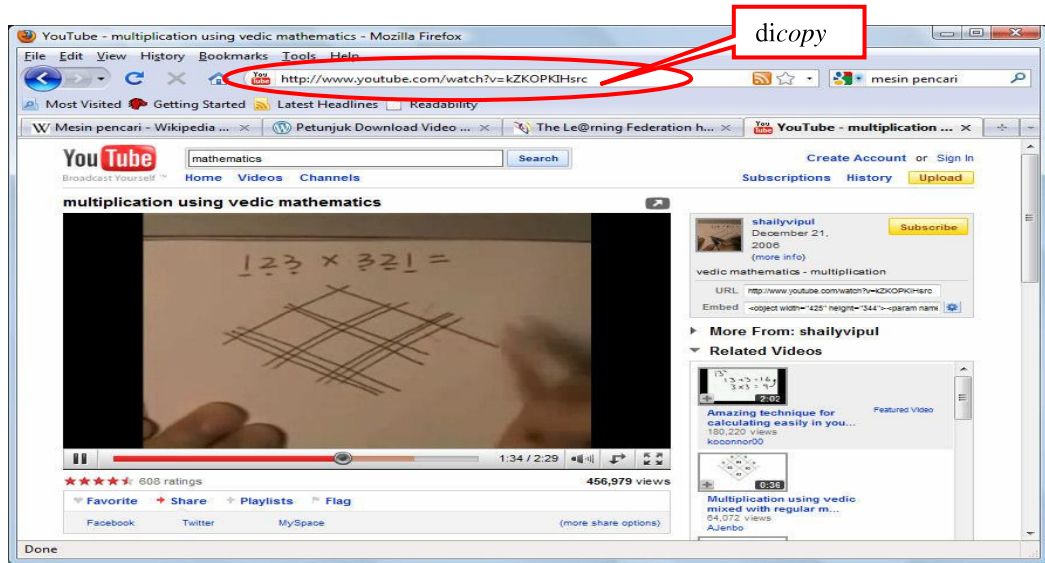 dicopy
YouTube - multiplication using vedic mathematics - Mozilla Firefox
File Edit View History Bookmarks Tools Help
http://www.youtube.com/watch?v=kZKOPKIHsrc
mesin pencari
Most Visited Getting Started Latest Headlines Readability
Mesin pencari - Wikipedia ... Petunjuk Download Video ... The Le@rning Federation h... YouTube - multiplication ...
YouTube mathematics Search Create Account or Sign In
Broadcast Yourself ™ Home Videos Channels Subscriptions History Upload
multiplication using vedic mathematics
123 × 321 =
1:34 / 2:29
608 ratings 456,979 views
Favorite Share Playlists Flag
Facebook Twitter MySpace (more share options)
shailyvipul
December 21,
2006
(more info)
Subscribe
vedic mathematics - multiplication
URL http://www.youtube.com/watch?v=kZKOPKIHsrc
Embed <object width="425" height="344"><param name
More From: shailyvipul
Related Videos
2:02
Amazing technique for
calculating easily in you...
180,220 views
kooonnor00
Featured Video
0:36
Multiplication using vedic
mixed with regular m...
64,072 views
AJenbo
Done